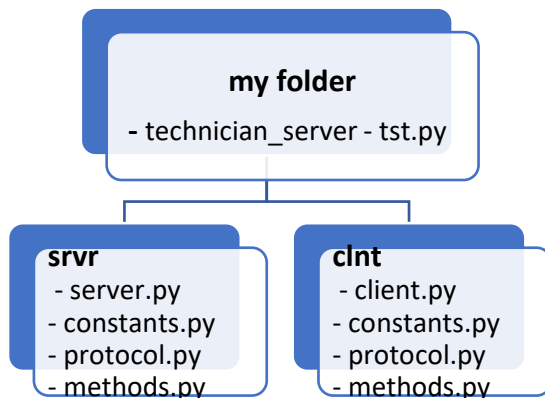 my folder
- technician_server - tst.py
srvr
- server.py
- constants.py
- protocol.py
- methods.py
clnt
- client.py
- constants.py
- protocol.py
- methods.py